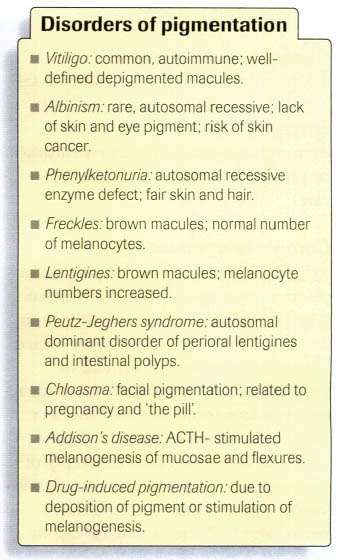 Disorders of pigmentation
■ Vitiligo: common, autoimmune; well-
defined depigmented macules.
■ Albinism: rare, autosomal recessive; lack
of skin and eye pigment; risk of skin
cancer.
■ Phenylketonuria: autosomal recessive
enzyme defect; fair skin and hair.
■ Freckles: brown macules; normal number
of melanocytes.
■ Lentigines: brown macules; melanocyte
numbers increased.
■ Peutz-Jeghers syndrome: autosomal
dominant disorder of perioral lentigines
and intestinal polyps.
■ Chloasma: facial pigmentation; related to
pregnancy and 'the pill'.
■ Addison's disease: ACTH- stimulated
melanogenesis of mucosae and flexures.
■ Drug-induced pigmentation: due to
deposition of pigment or stimulation of
melanogenesis.